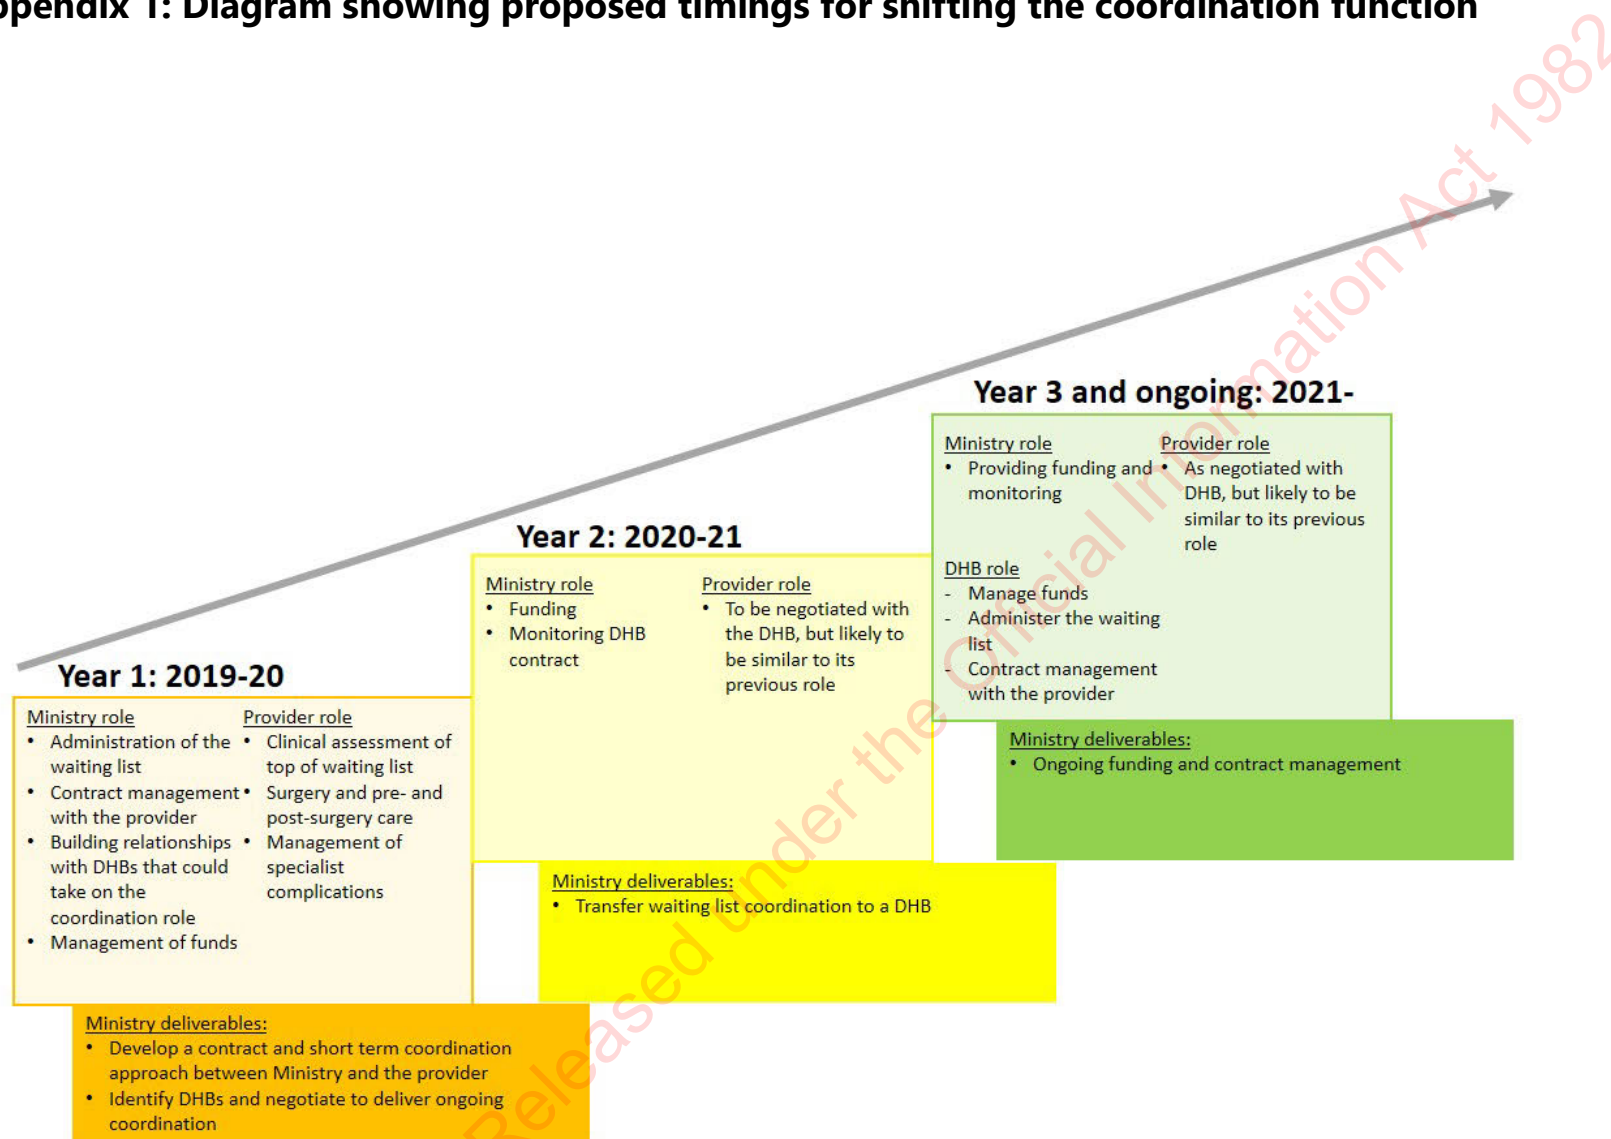 ppendix 1: Diagram showing proposed timings for shifting the coordination function
Year 1: 2019-20
Ministry role
• Administration of the
waiting list
• Contract management
with the provider
• Building relationships
with DHBs that could
take on the
coordination role
• Management of funds
Provider role
• Clinical assessment of
top of waiting list
• Surgery and pre- and
post-surgery care
• Management of
specialist
complications
Ministry deliverables:
• Develop a contract and short term coordination
approach between Ministry and the provider
• Identify DHBs and negotiate to deliver ongoing
coordination
Year 2: 2020-21
Ministry role
• Funding
• Monitoring DHB
contract
Provider role
• To be negotiated with
the DHB, but likely to
be similar to its
previous role
Ministry deliverables:
• Transfer waiting list coordination to a DHB
Year 3 and ongoing: 2021-
Ministry role
• Providing funding and
monitoring
Provider role
• As negotiated with
DHB, but likely to be
similar to its previous
role
DHB role
- Manage funds
- Administer the waiting
list
- Contract management
with the provider
Ministry deliverables:
• Ongoing funding and contract management
Released under the Official Information Act 1982